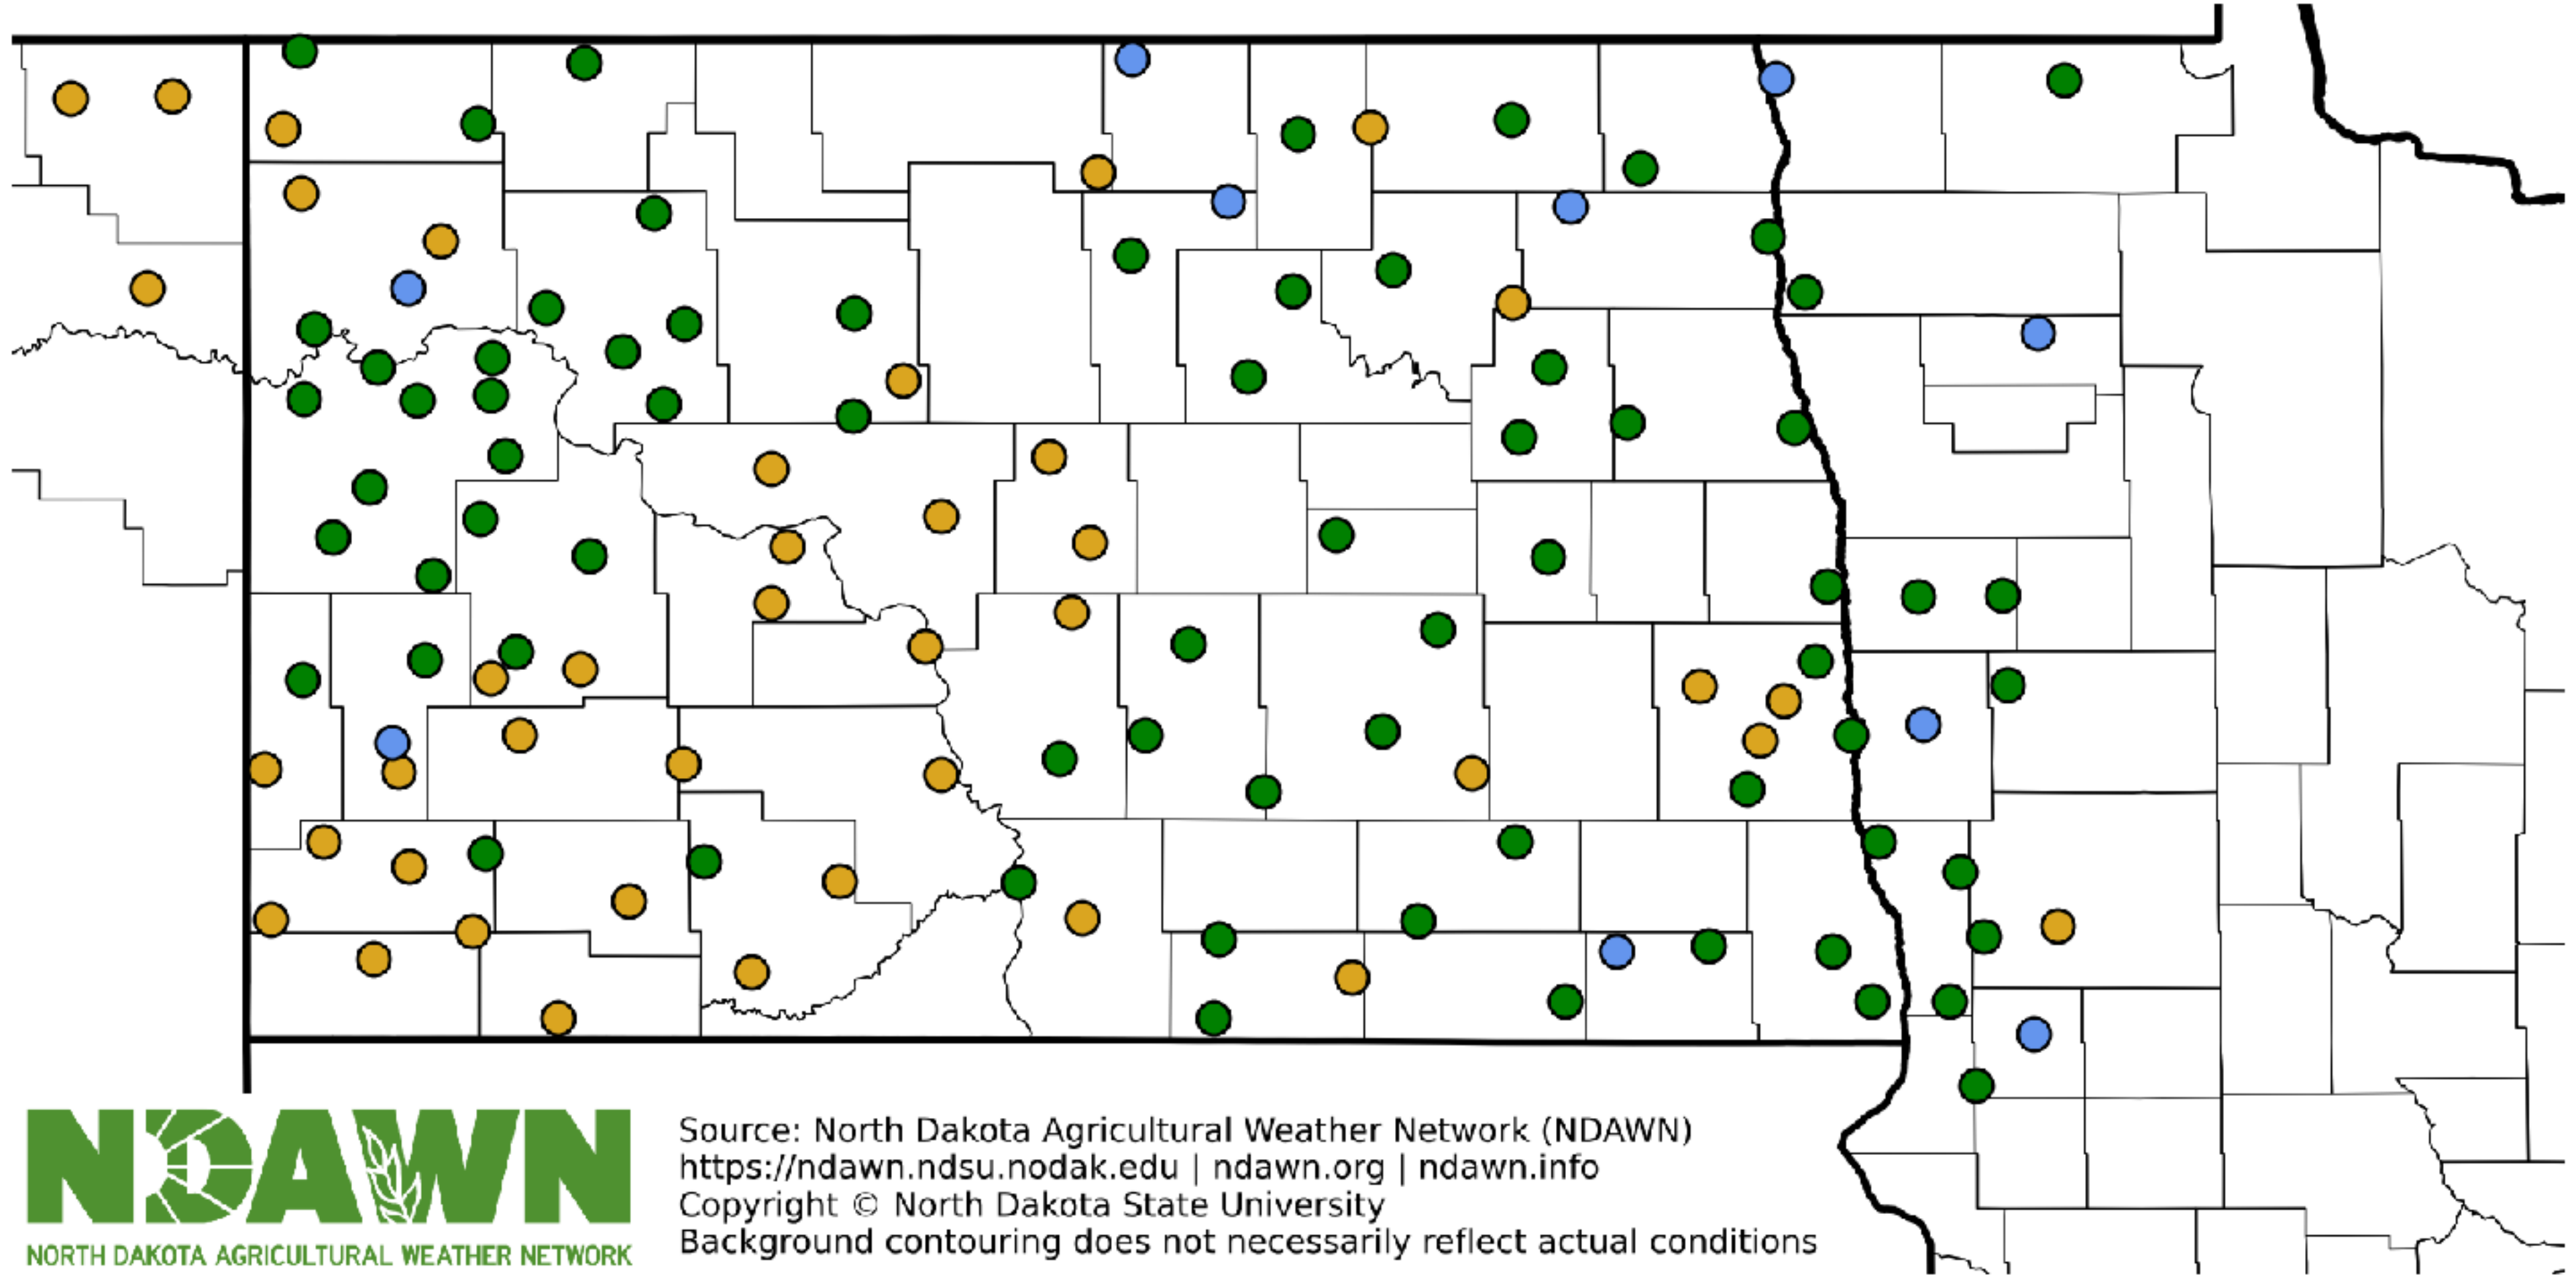 NDAWN
NORTH DAKOTA AGRICULTURAL WEATHER NETWORK
Source: North Dakota Agricultural Weather Network (NDAWN)
https://ndawn.ndsu.nodak.edu | ndawn.org | ndawn.info
Copyright © North Dakota State University
Background contouring does not necessarily reflect actual conditions